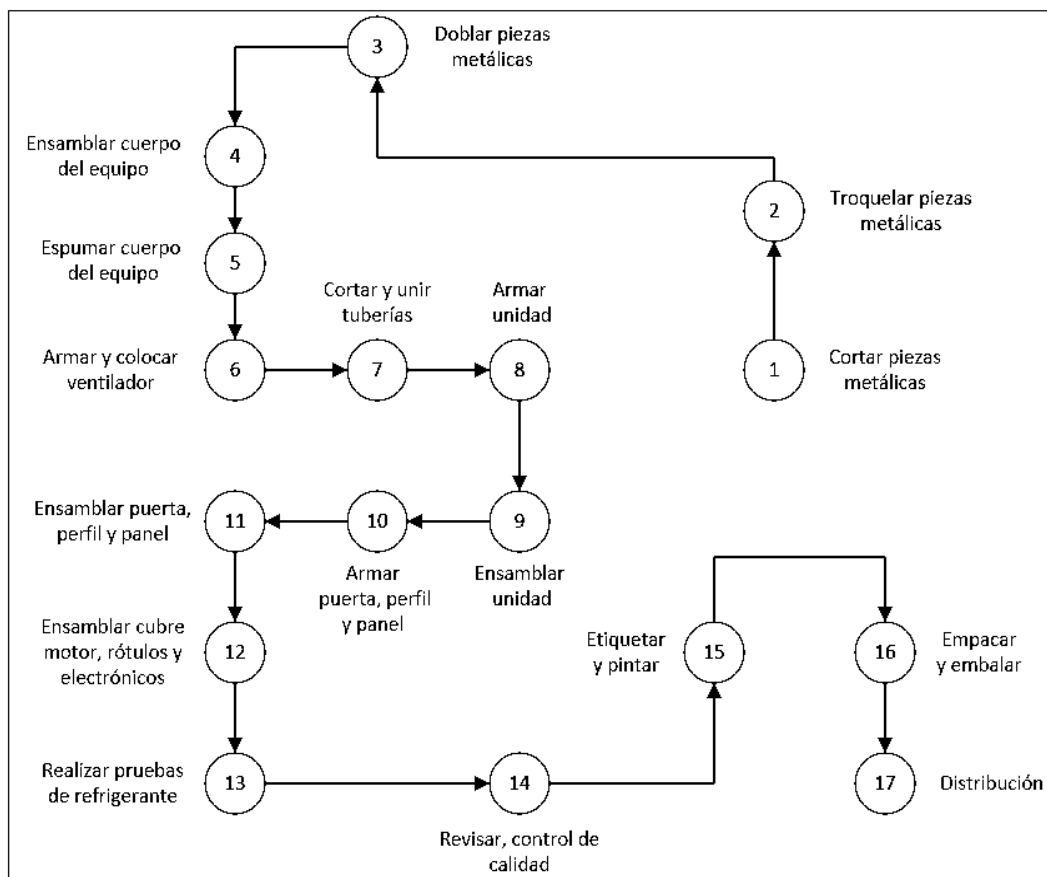 3
Doblar piezas
metálicas
Ensamblar cuerpo
del equipo
4
2
Troquelar piezas
metálicas
Espumar cuerpo
del equipo
5
Cortar y unir
tuberías
Armar
unidad
Armar y colocar
ventilador
6
7
8
1
Cortar piezas
metálicas
Ensamblar puerta,
perfil y panel
11
10
9
Armar
puerta, perfil
y panel
Ensamblar
unidad
Ensamblar cubre
motor, rótulos y
electrónicos
12
Etiquetar
y pintar
15
16
Empacar
y embalar
Realizar pruebas
de refrigerante
13
14
17
Distribución
Revisar, control de
calidad